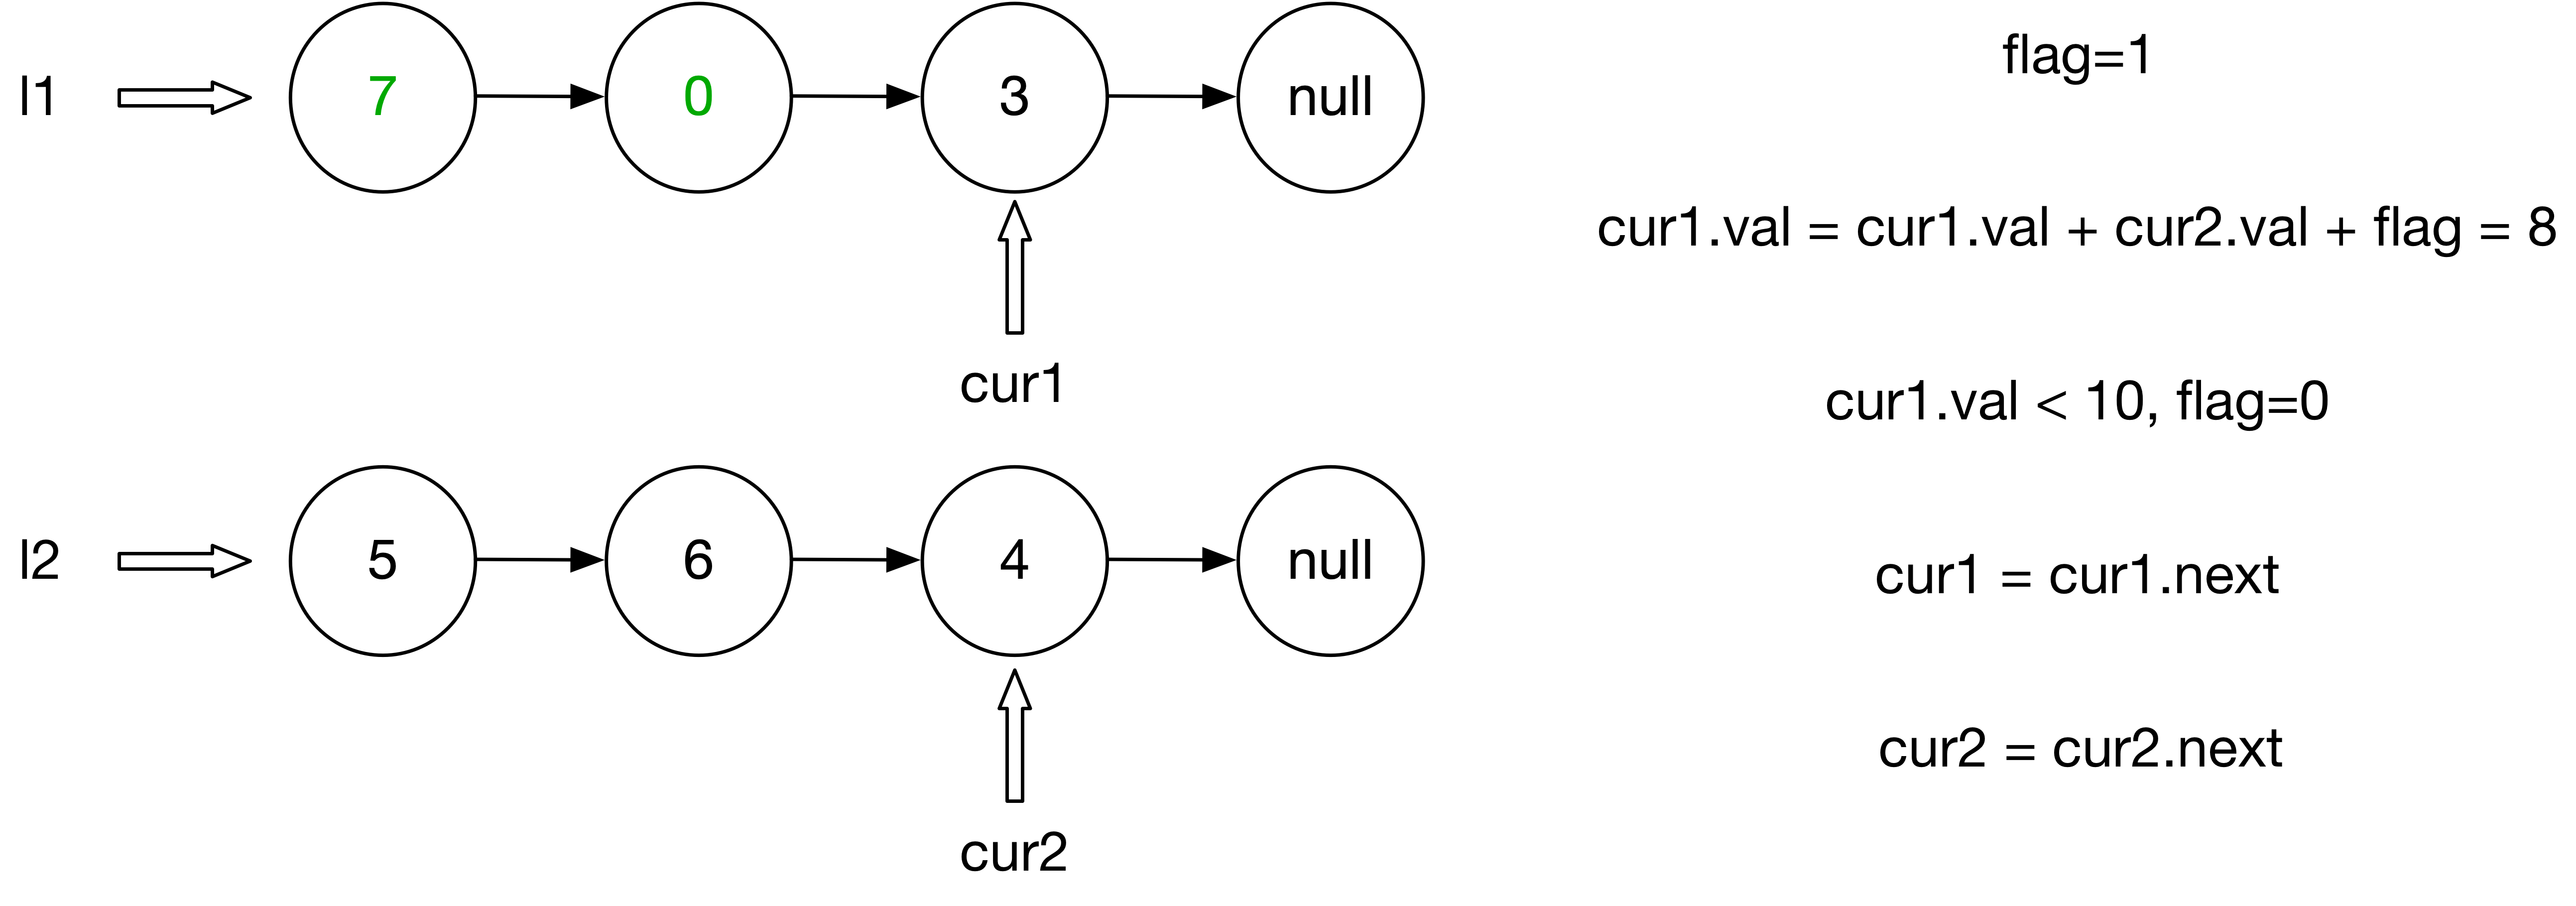 l1 7 0 3 null
cur1
l2 5 6 4 null
cur2
flag=1
cur1.val = cur1.val + cur2.val + flag = 8
cur1.val < 10, flag=0
cur1 = cur1.next
cur2 = cur2.next